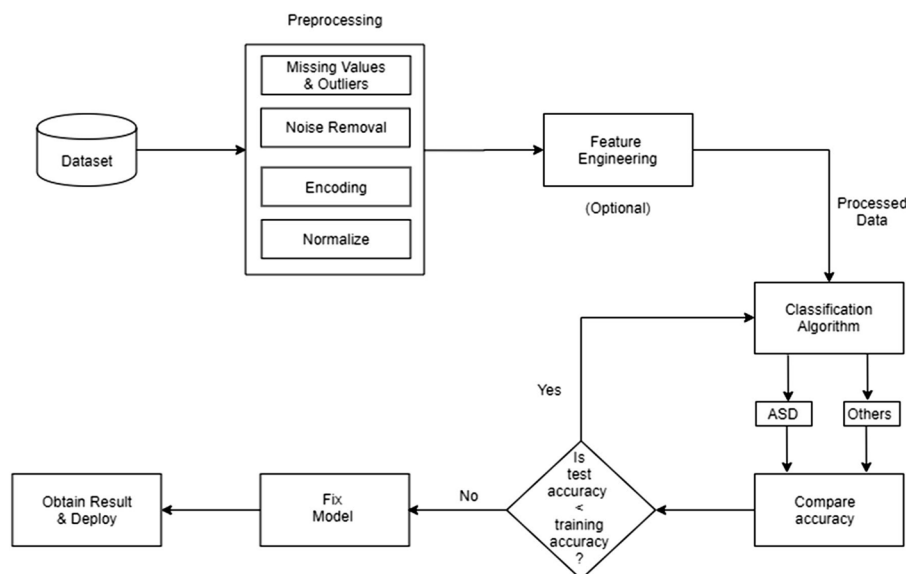 Preprocessing
Missing Values
& Outliers
Noise Removal
Encoding
Normalize
Dataset
Feature
Engineering
(Optional)
Processed
Data
Classification
Algorithm
ASD
Others
Compare
accuracy
Is
test
accuracy
<
training
accuracy
?
Yes
No
Fix
Model
Obtain Result
& Deploy